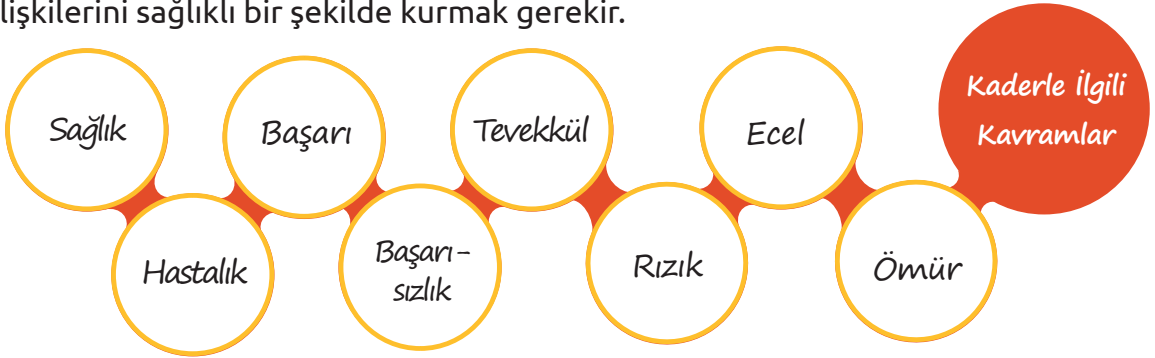 lişkilerini sağlıklı bir şekilde kurmak gerekir.
Kaderle İlgili
Kavramlar
Sağlık
Başarı
Tevekkül
Ecel
Hastalık
Başarı-
sızlık
Rızık
Ömür